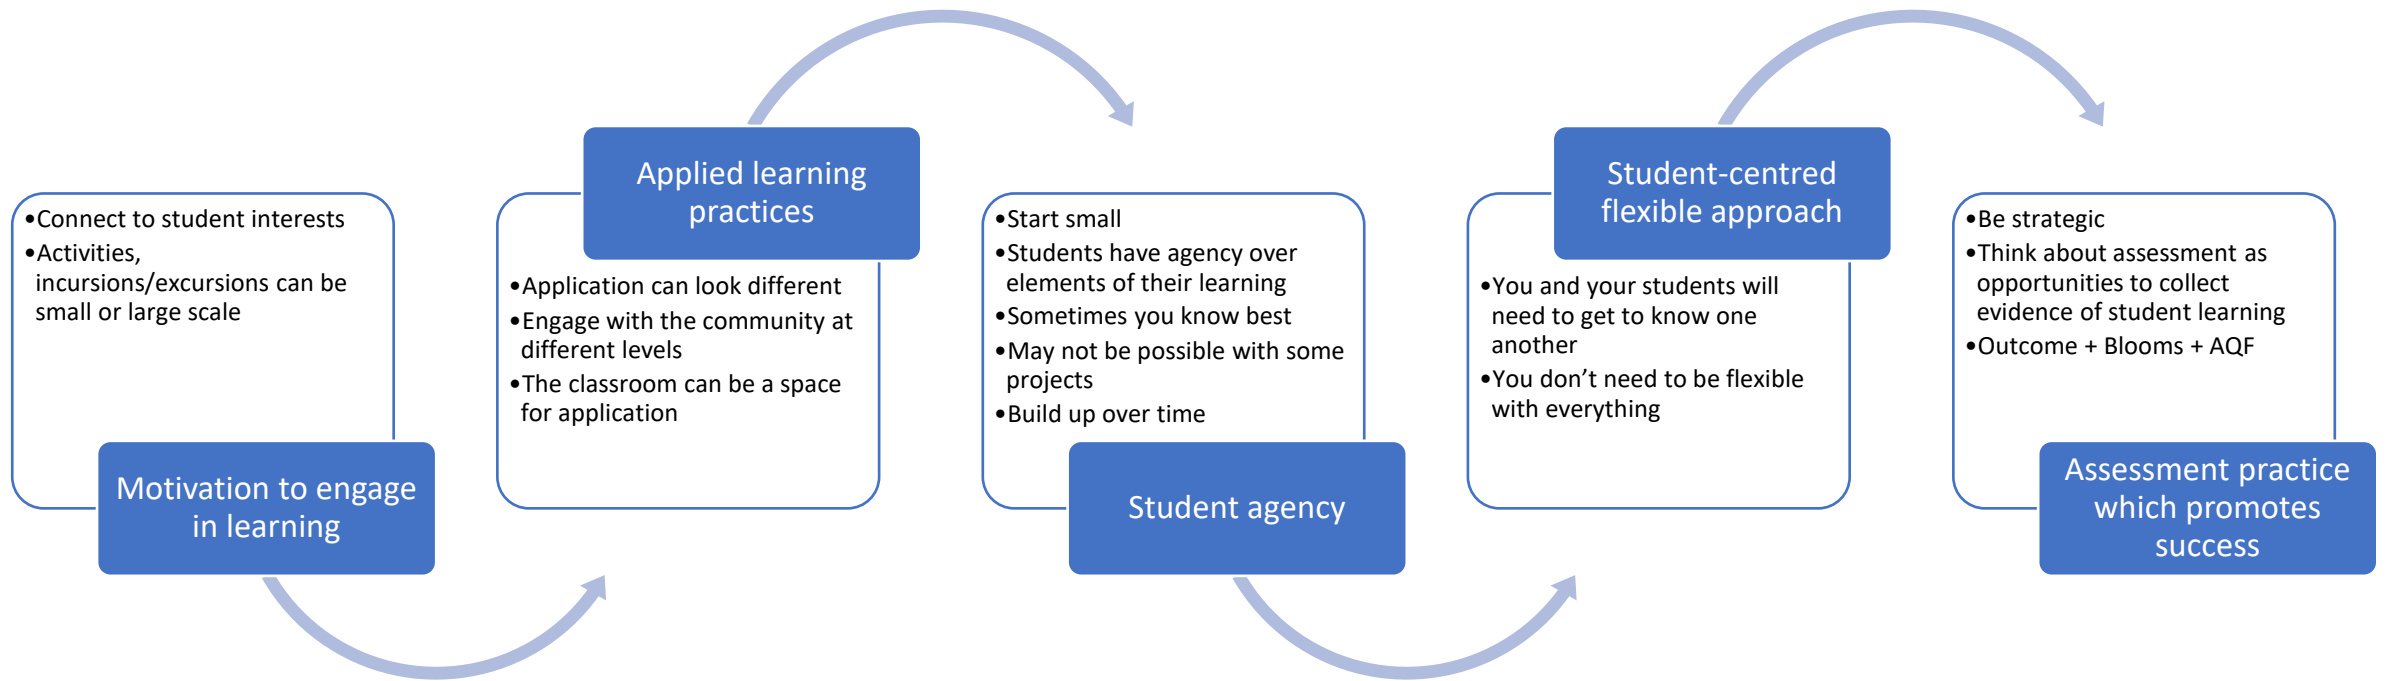 •Connect to student interests
•Activities,
incursions/excursions can be
small or large scale
Motivation to engage
in learning
Applied learning
practices
•Application can look different
•Engage with the community at
different levels
•The classroom can be a space
for application
•Start small
•Students have agency over
elements of their learning
•Sometimes you know best
•May not be possible with some
projects
•Build up over time
Student agency
Student-centred
flexible approach
•You and your students will
need to get to know one
another
•You don’t need to be flexible
with everything
•Be strategic
•Think about assessment as
opportunities to collect
evidence of student learning
•Outcome + Blooms + AQF
Assessment practice
which promotes
success